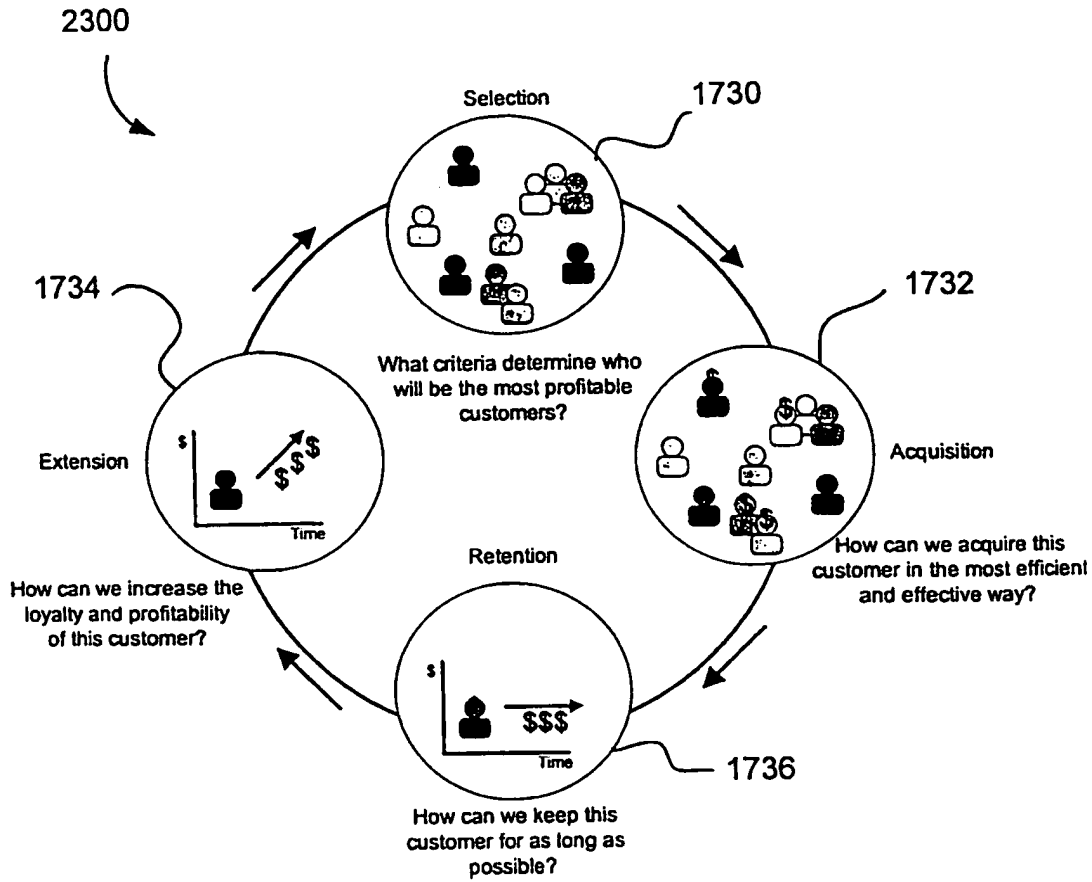 2300
Selection
1730
What criteria determine who
will be the most profitable
customers?
1734
1732
Extension
$
$$$
Time
How can we increase the
loyalty and profitability
of this customer?
$
$
$
$
Acquisition
How can we acquire this
customer in the most efficient
and effective way?
Retention
$
$$$
Time
1736
How can we keep this
customer for as long as
possible?